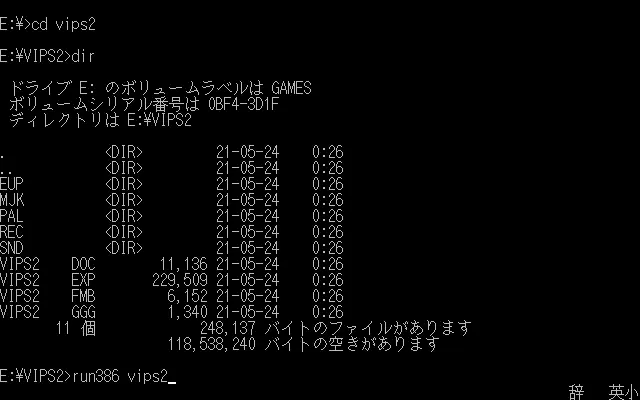 E:¥>cd vips2
E:¥VIPS2>dir
ドライブ E: のボリュームラベルは GAMES
ボリュームシリアル番号は 0BF4-3D1F
ディレクトリは E:¥VIPS2
. <DIR> 21-05-24 0:26
.. <DIR> 21-05-24 0:26
EUP <DIR> 21-05-24 0:26
MJK <DIR> 21-05-24 0:26
PAL <DIR> 21-05-24 0:26
REC <DIR> 21-05-24 0:26
SND <DIR> 21-05-24 0:26
VIPS2 DOC 11,136 21-05-24 0:26
VIPS2 EXP 229,509 21-05-24 0:26
VIPS2 FMB 6,152 21-05-24 0:26
VIPS2 GGG 1,340 21-05-24 0:26
11 個 248,137 バイトのファイルがあります
118,538,240 バイトの空きがあります
E:¥VIPS2>run386 vips2_
辞 英小